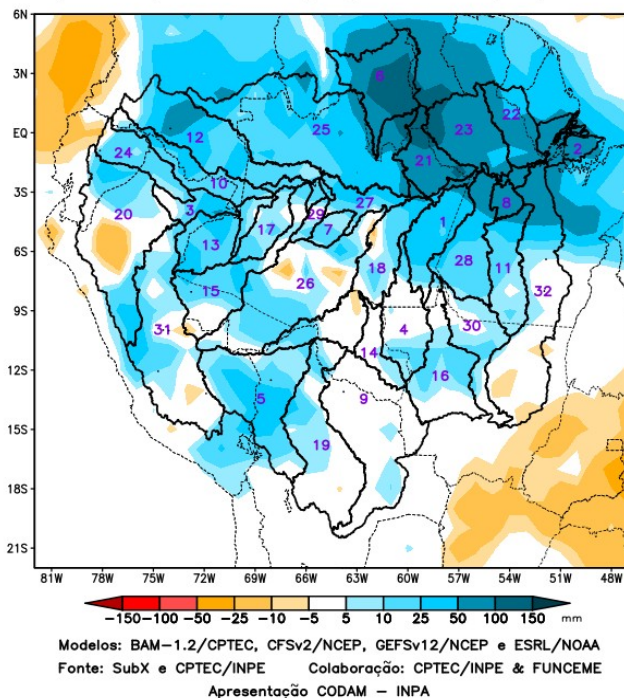 6N
3N
EQ
3S
6S
9S
12S
15S
18S
21S
6
12
25
23
22
21
2
24
10
20
3
29
27
8
17
7
1
13
28
18
11
15
26
32
31
4
30
14
16
5
9
19
81W 78W 75W 72W 69W 66W 63W 60W 57W 54W 51W 48W
−150 −100 −50 −25 −10 −5 5 10 25 50 100 150 mm
Modelos: BAM−1.2/CPTEC, CFSv2/NCEP, GEFSv12/NCEP e ESRL/NOAA
Fonte: SubX e CPTEC/INPE Colaboração: CPTEC/INPE & FUNCEME
Apresentação CODAM − INPA